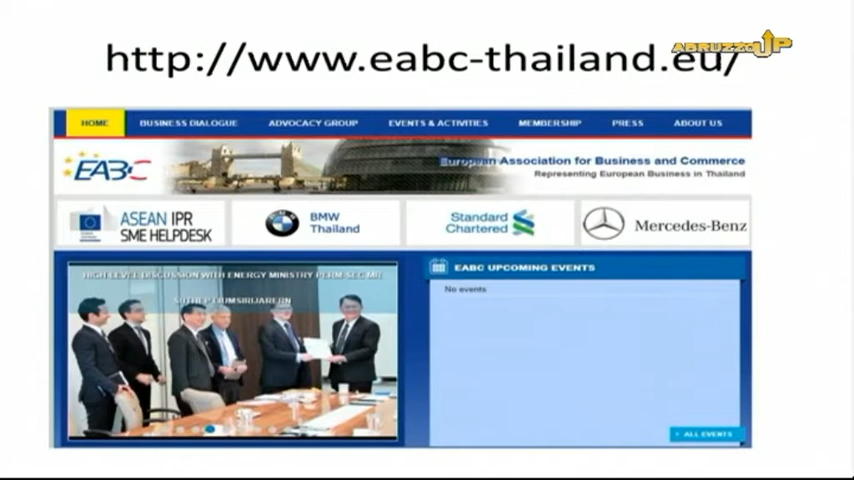 http://www.eabc-thailand.eu/
ABRUZZO UP
HOME BUSINESS DIALOGUE ADVOCACY GROUP EVENTS & ACTIVITIES MEMBERSHIP PRESS ABOUT US
EABC
European Association for Business and Commerce
Representing European Business in Thailand
ASEAN IPR
SME HELPDESK
BMW
Thailand
Standard
Chartered
Mercedes-Benz
HIGH LEVEL DISCUSSION WITH ENERGY MINISTRY PERM SEC MR
EABC UPCOMING EVENTS
No events
ALL EVENTS